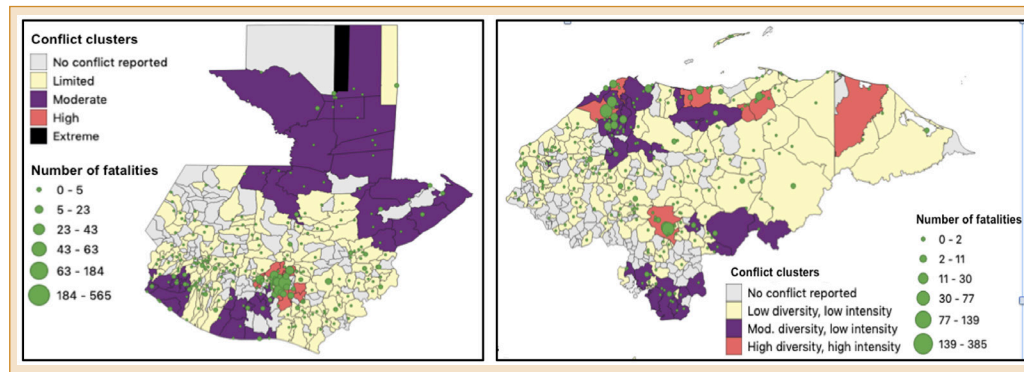 Conflict clusters
No conflict reported
Limited
Moderate
High
Extreme
Number of fatalities
0 - 5
5 - 23
23 - 43
43 - 63
63 - 184
184 - 565
Number of fatalities
0 - 2
2 - 11
11 - 30
30 - 77
77 - 139
139 - 385
Conflict clusters
No conflict reported
Low diversity, low intensity
Mod. diversity, low intensity
High diversity, high intensity